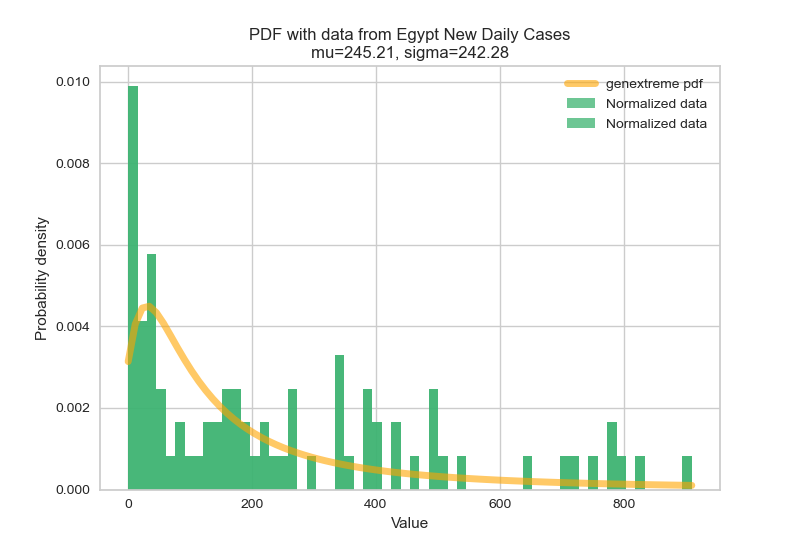 PDF with data from Egypt New Daily Cases
mu=245.21, sigma=242.28
genextreme pdf
Normalized data
Normalized data
Probability density
0.010
0.008
0.006
0.004
0.002
0.000
0
200
400
600
800
Value